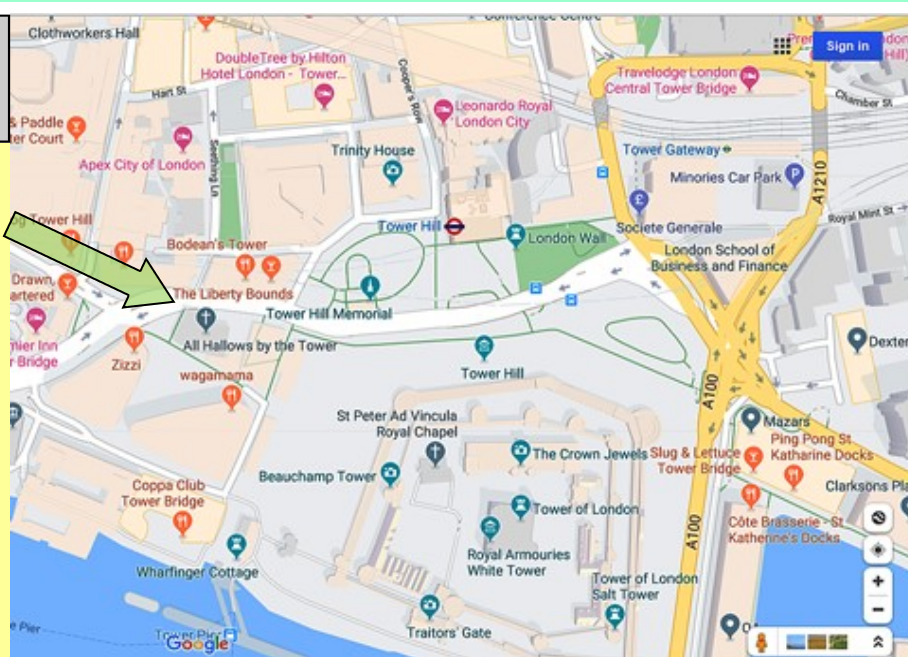 Clothworkers Hall
Conference Centre
DoubleTree by Hilton
Hotel London - Tower...
Sign in
Travelodge London
Central Tower Bridge
Hart St
Cooper's Row
Chamber St
Leonardo Royal
London City
& Paddle
ter Court
Apex City of London
Seething Ln
Trinity House
Tower Gateway
Minories Car Park
A1210
Royal Mint St
og Tower Hill
Tower Hill
London Wall
Societe Generale
Bodean's Tower
London School of
Business and Finance
Drawn,
artered
The Liberty Bounds
Tower Hill Memorial
mier Inn
r Bridge
All Hallows by the Tower
Zizzi
wagamama
Tower Hill
Dexter
A100
St Peter Ad Vincula
Royal Chapel
Mazars
Ping Pong St
Katharine Docks
The Crown Jewels
Slug & Lettuce
Tower Bridge
Beauchamp Tower
Coppa Club
Tower Bridge
Tower of London
Clarksons Pla
Côte Brasserie - St
Katherine's Docks
A100
Royal Armouries
White Tower
Wharfinger Cottage
Tower of London
Salt Tower
Traitors' Gate
e Pier
Tower Pier
Google